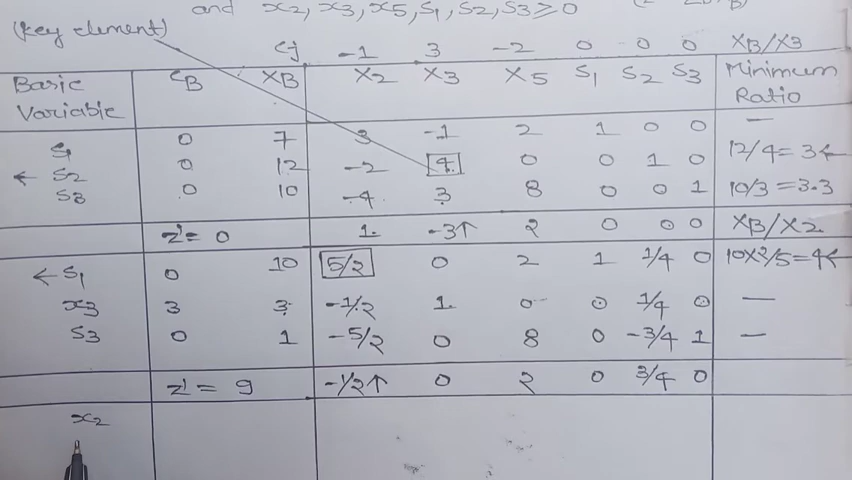 and x2, x3, x5, s1, s2, s3 ≥ 0
(key element)
Cj -1 3 -2 0 0 0 XB/X3
Basic Variable CB XB X2 X3 X5 S1 S2 S3 Minimum Ratio
s1 0 7 3 -1 2 1 0 0 —
← s2 0 12 -2 4 0 0 1 0 12/4 = 3 ←
s3 0 10 -4 3 8 0 0 1 10/3 = 3.3
z' = 0 1 -3↑ 2 0 0 0 XB/X2
← s1 0 10 5/2 0 2 1 1/4 0 10×2/5 = 4 ←
x3 3 3 -1/2 1 0 0 1/4 0 —
s3 0 1 -5/2 0 8 0 -3/4 1 —
z' = 9 -1/2↑ 0 2 0 3/4 0
x2